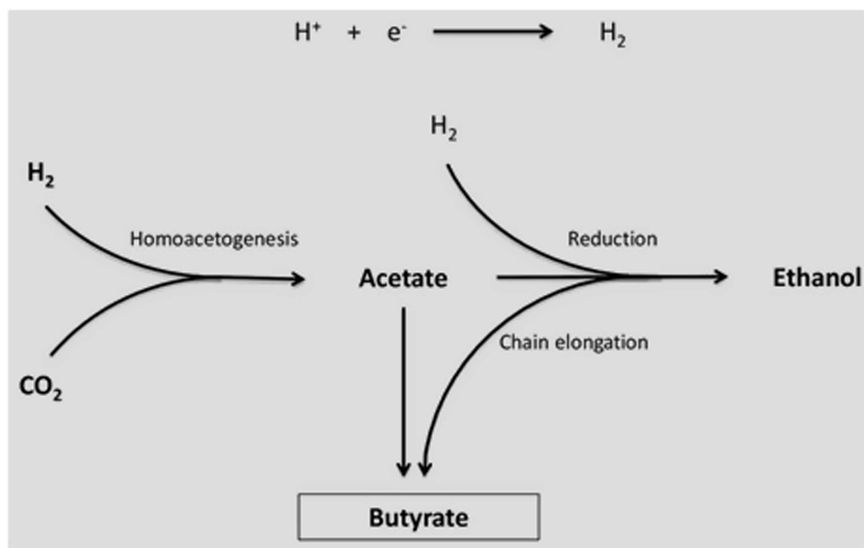 H⁺ + e⁻ H₂
H₂
H₂
Homoacetogenesis
Reduction
Acetate
Ethanol
Chain elongation
CO₂
Butyrate